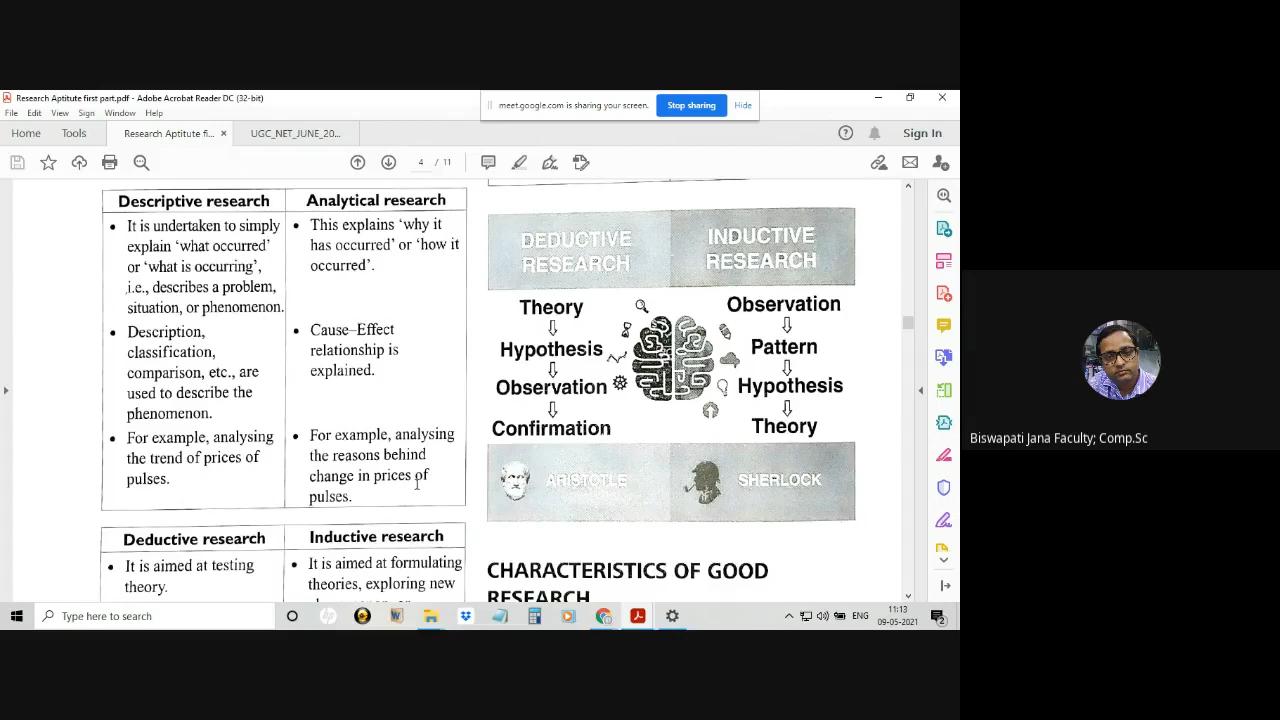 Research Aptitute first part.pdf - Adobe Acrobat Reader DC (32-bit)
File Edit View Sign Window Help
meet.google.com is sharing your screen. Stop sharing Hide
Home Tools Research Aptitute fi... × UGC_NET_JUNE_20... Sign In
4 / 11
Descriptive research
• It is undertaken to simply
explain ‘what occurred’
or ‘what is occurring’,
i.e., describes a problem,
situation, or phenomenon.
• Description,
classification,
comparison, etc., are
used to describe the
phenomenon.
• For example, analysing
the trend of prices of
pulses.
Analytical research
• This explains ‘why it
has occurred’ or ‘how it
occurred’.
• Cause–Effect
relationship is
explained.
• For example, analysing
the reasons behind
change in prices of
pulses.
Deductive research
• It is aimed at testing
theory.
Inductive research
• It is aimed at formulating
theories, exploring new
DEDUCTIVE
RESEARCH
Theory
Hypothesis
Observation
Confirmation
ARISTOTLE
INDUCTIVE
RESEARCH
Observation
Pattern
Hypothesis
Theory
SHERLOCK
CHARACTERISTICS OF GOOD
RESEARCH
Type here to search
ENG
11:13
09-05-2021
2
Biswapati Jana Faculty; Comp.Sc